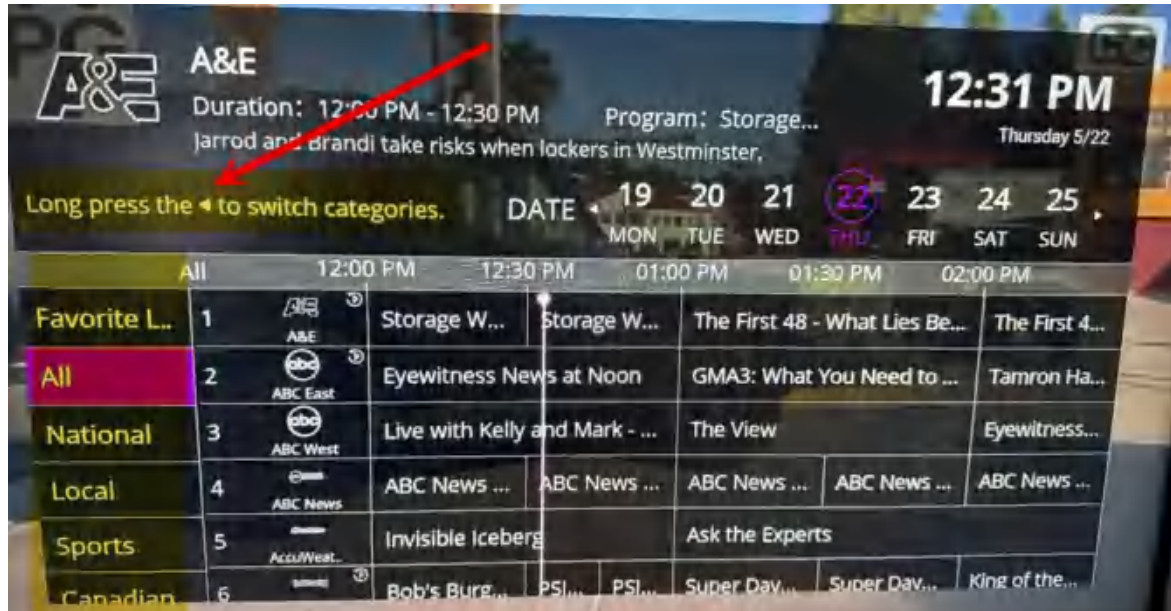 PG
CC
A&E
A&E
Duration: 12:00 PM - 12:30 PM
Program: Storage...
12:31 PM
Jarrod and Brandi take risks when lockers in Westminster,
Thursday 5/22
Long press the ◄ to switch categories.
DATE ◄ 19 20 21 22 23 24 25
MON TUE WED THU FRI SAT SUN
All 12:00 PM 12:30 PM 01:00 PM 01:30 PM 02:00 PM
Favorite L... 1 A&E A&E Storage W... Storage W... The First 48 - What Lies Be... The First 4...
All 2 abc ABC East Eyewitness News at Noon GMA3: What You Need to ... Tamron Ha...
National 3 abc ABC West Live with Kelly and Mark - ... The View Eyewitness...
Local 4 ABC News ABC News ... ABC News ... ABC News ... ABC News ... ABC News ...
Sports 5 AccuWeat... Invisible Iceberg Ask the Experts
Canadian 6 Bob's Burg... PSI... PSI... Super Dav... Super Dav... King of the...